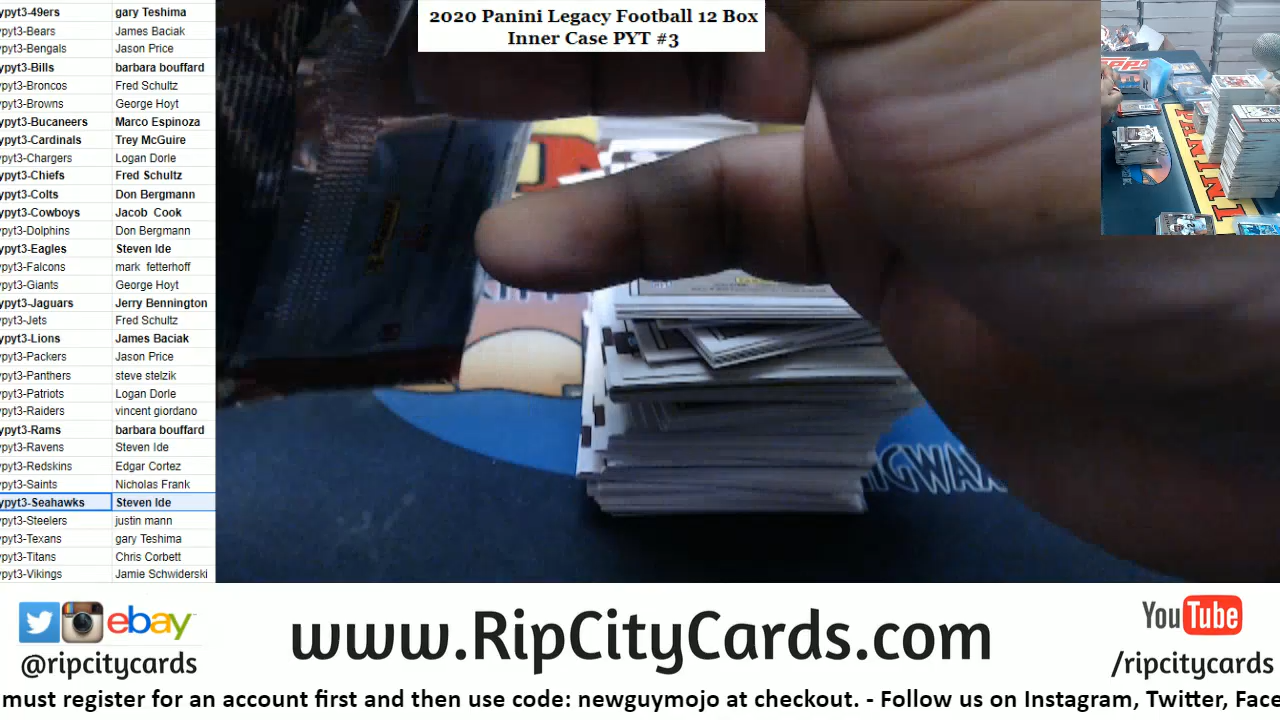 2020 Panini Legacy Football 12 Box
Inner Case PYT #3
ypyt3-49ers gary Teshima
ypyt3-Bears James Baciak
ypyt3-Bengals Jason Price
ypyt3-Bills barbara bouffard
ypyt3-Broncos Fred Schultz
ypyt3-Browns George Hoyt
ypyt3-Bucaneers Marco Espinoza
ypyt3-Cardinals Trey McGuire
ypyt3-Chargers Logan Dorle
ypyt3-Chiefs Fred Schultz
ypyt3-Colts Don Bergmann
ypyt3-Cowboys Jacob Cook
ypyt3-Dolphins Don Bergmann
ypyt3-Eagles Steven Ide
ypyt3-Falcons mark fetterhoff
ypyt3-Giants George Hoyt
ypyt3-Jaguars Jerry Bennington
ypyt3-Jets Fred Schultz
ypyt3-Lions James Baciak
ypyt3-Packers Jason Price
ypyt3-Panthers steve stelzik
ypyt3-Patriots Logan Dorle
ypyt3-Raiders vincent giordano
ypyt3-Rams barbara bouffard
ypyt3-Ravens Steven Ide
ypyt3-Redskins Edgar Cortez
ypyt3-Saints Nicholas Frank
ypyt3-Seahawks Steven Ide
ypyt3-Steelers justin mann
ypyt3-Texans gary Teshima
ypyt3-Titans Chris Corbett
ypyt3-Vikings Jamie Schwiderski
PANINI
GWAX
ebay
@ripcitycards
www.RipCityCards.com
YouTube
/ripcitycards
must register for an account first and then use code: newguymojo at checkout. - Follow us on Instagram, Twitter, Face